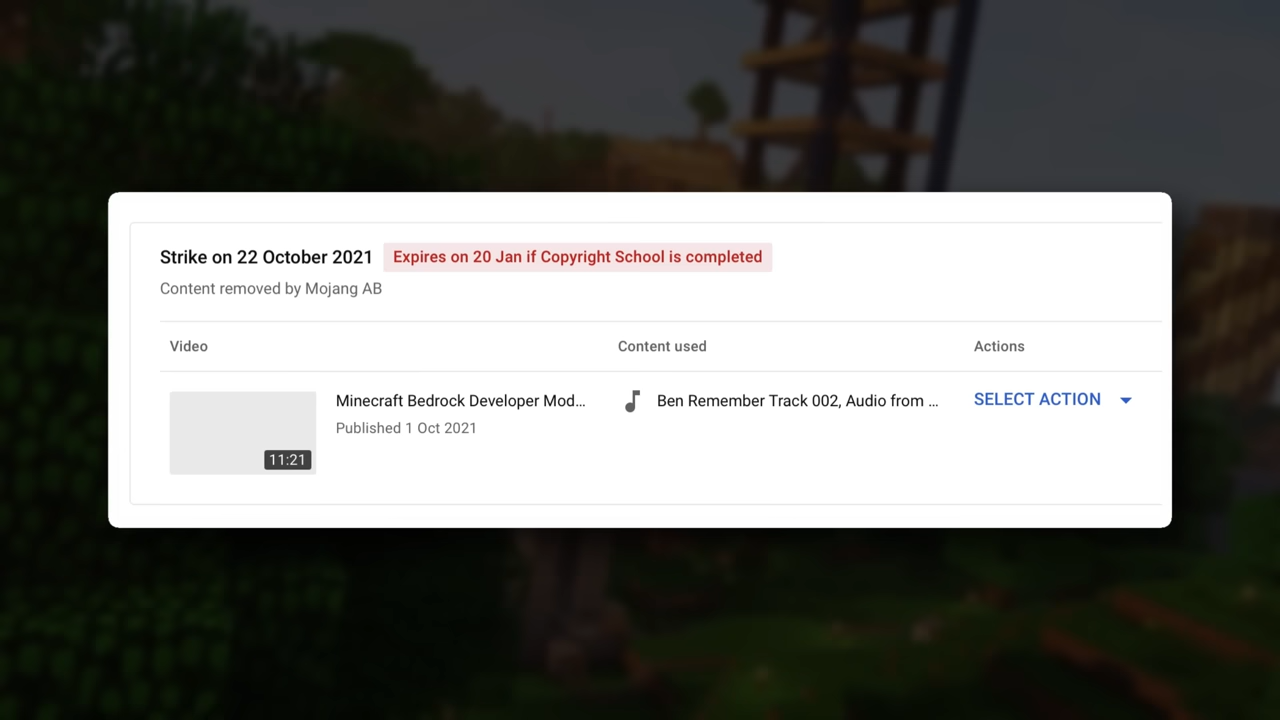 Strike on 22 October 2021 Expires on 20 Jan if Copyright School is completed
Content removed by Mojang AB
Video Content used Actions
Minecraft Bedrock Developer Mod… Ben Remember Track 002, Audio from … SELECT ACTION
Published 1 Oct 2021
11:21